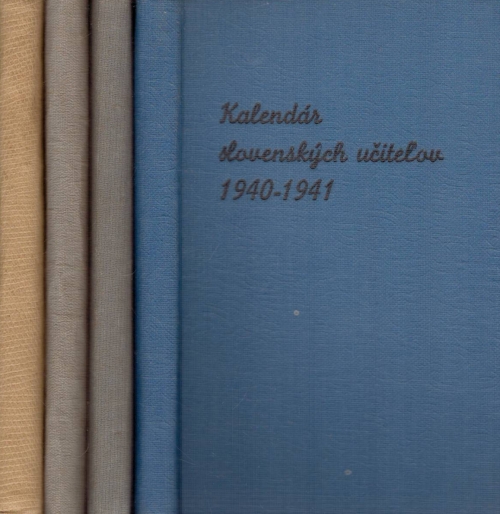 Kalendár
slovenských učiteľov
1940-1941